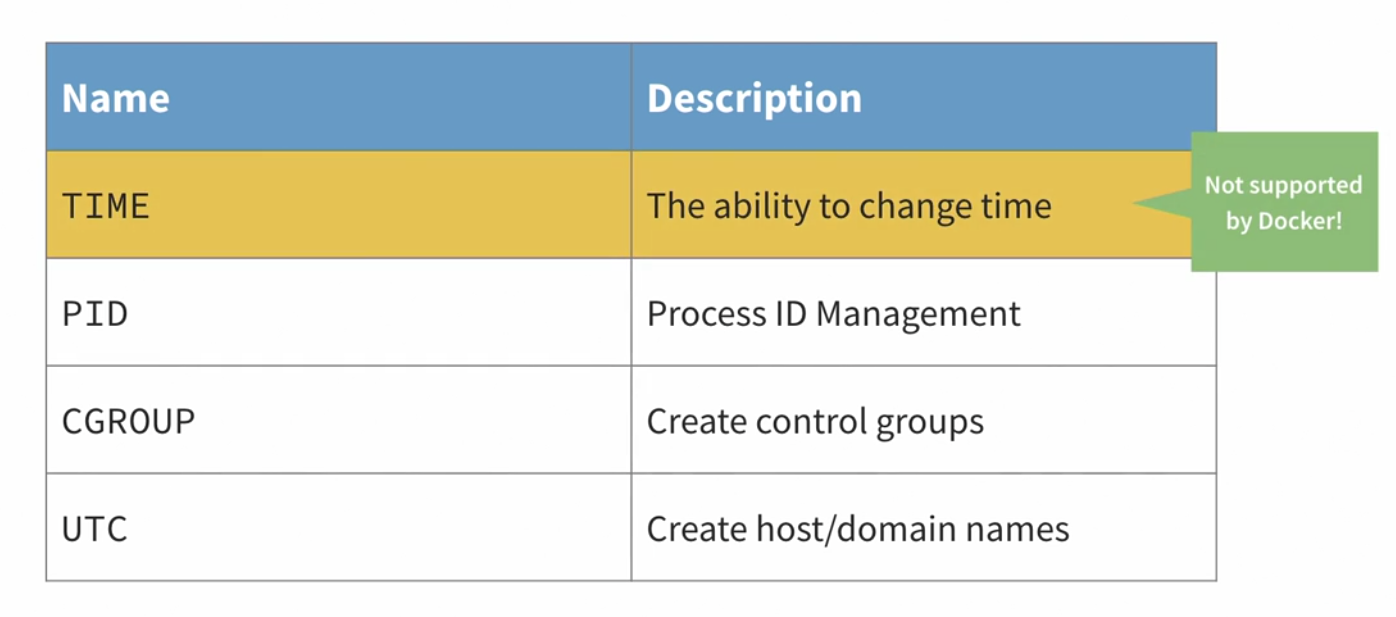 Name Description
TIME The ability to change time
Not supported
by Docker!
PID Process ID Management
CGROUP Create control groups
UTC Create host/domain names